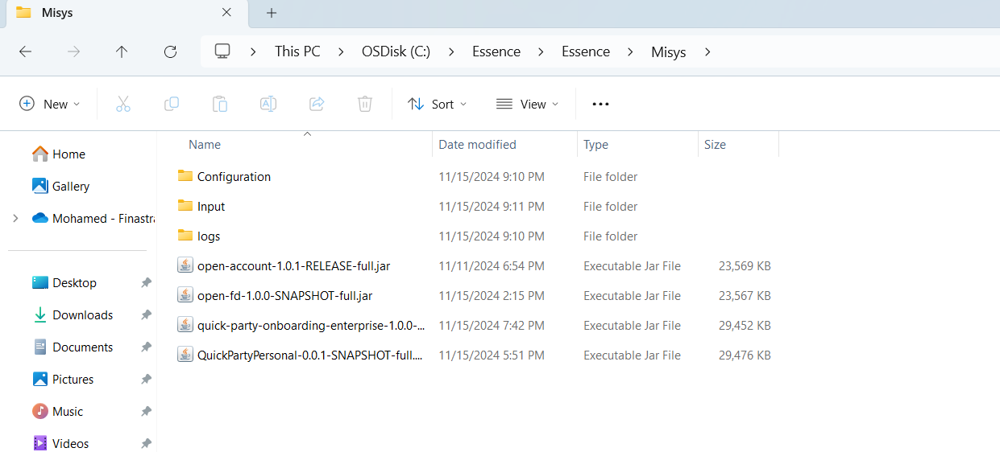 Misys
This PC > OSDisk (C:) > Essence > Essence > Misys >
New Sort View
Name Date modified Type Size
Home
Gallery
Mohamed - Finastra
Desktop
Downloads
Documents
Pictures
Music
Videos
Configuration 11/15/2024 9:10 PM File folder
Input 11/15/2024 9:11 PM File folder
logs 11/15/2024 9:10 PM File folder
open-account-1.0.1-RELEASE-full.jar 11/11/2024 6:54 PM Executable Jar File 23,569 KB
open-fd-1.0.0-SNAPSHOT-full.jar 11/15/2024 2:15 PM Executable Jar File 23,567 KB
quick-party-onboarding-enterprise-1.0.0-... 11/15/2024 7:42 PM Executable Jar File 29,452 KB
QuickPartyPersonal-0.0.1-SNAPSHOT-full.... 11/15/2024 5:51 PM Executable Jar File 29,476 KB